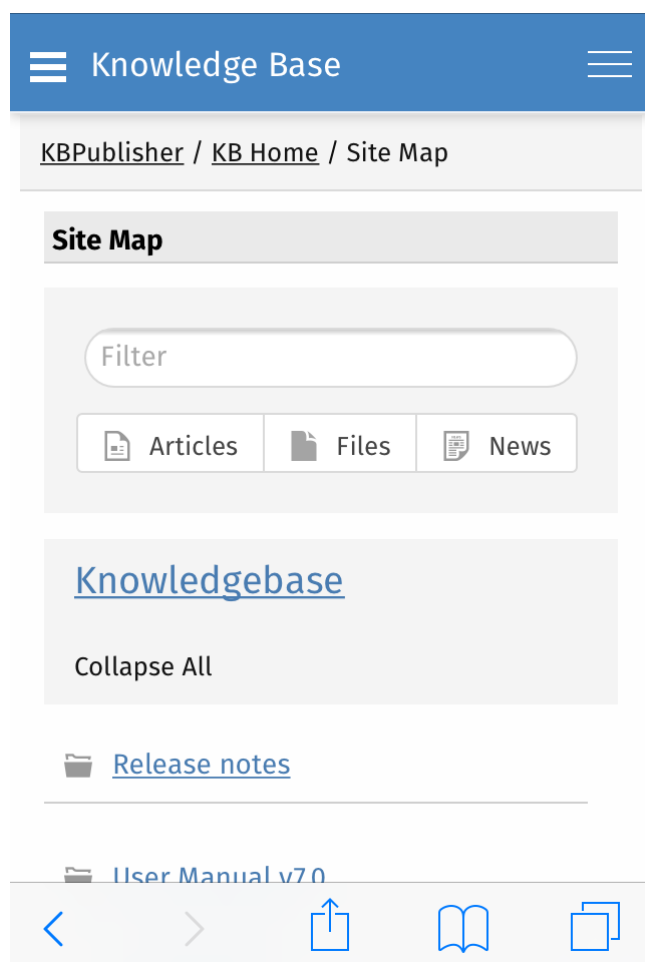 Knowledge Base
KBPublisher / KB Home / Site Map
Site Map
Filter
Articles Files News
Knowledgebase
Collapse All
Release notes
User Manual v7.0